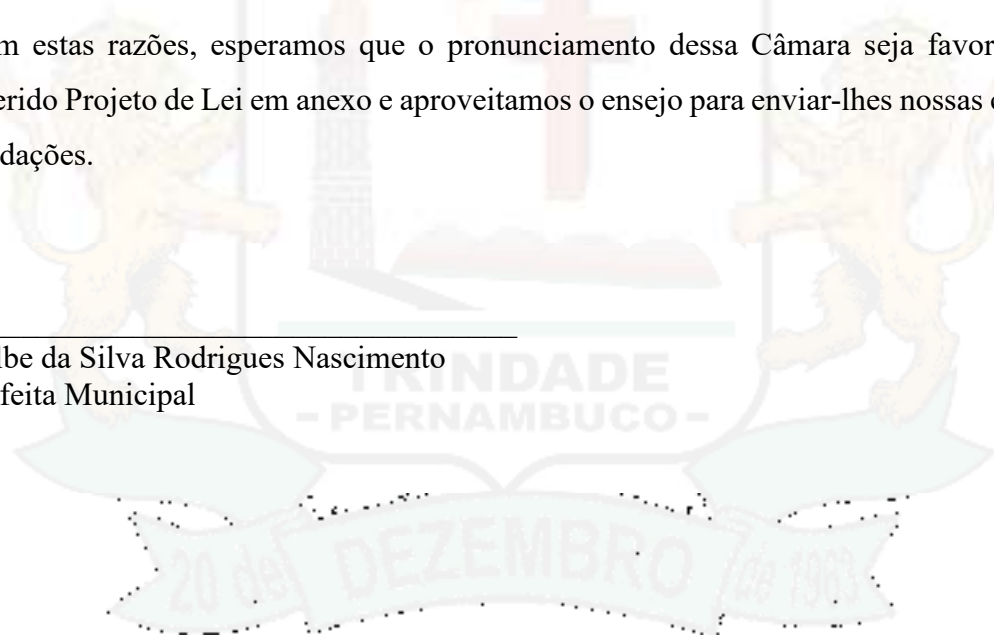 m estas razões, esperamos que o pronunciamento dessa Câmara seja favor
erido Projeto de Lei em anexo e aproveitamos o ensejo para enviar-lhes nossas
dações.
lbe da Silva Rodrigues Nascimento
feita Municipal
TRINDADE
- PERNAMBUCO -
20 de DEZEMBRO de 1963